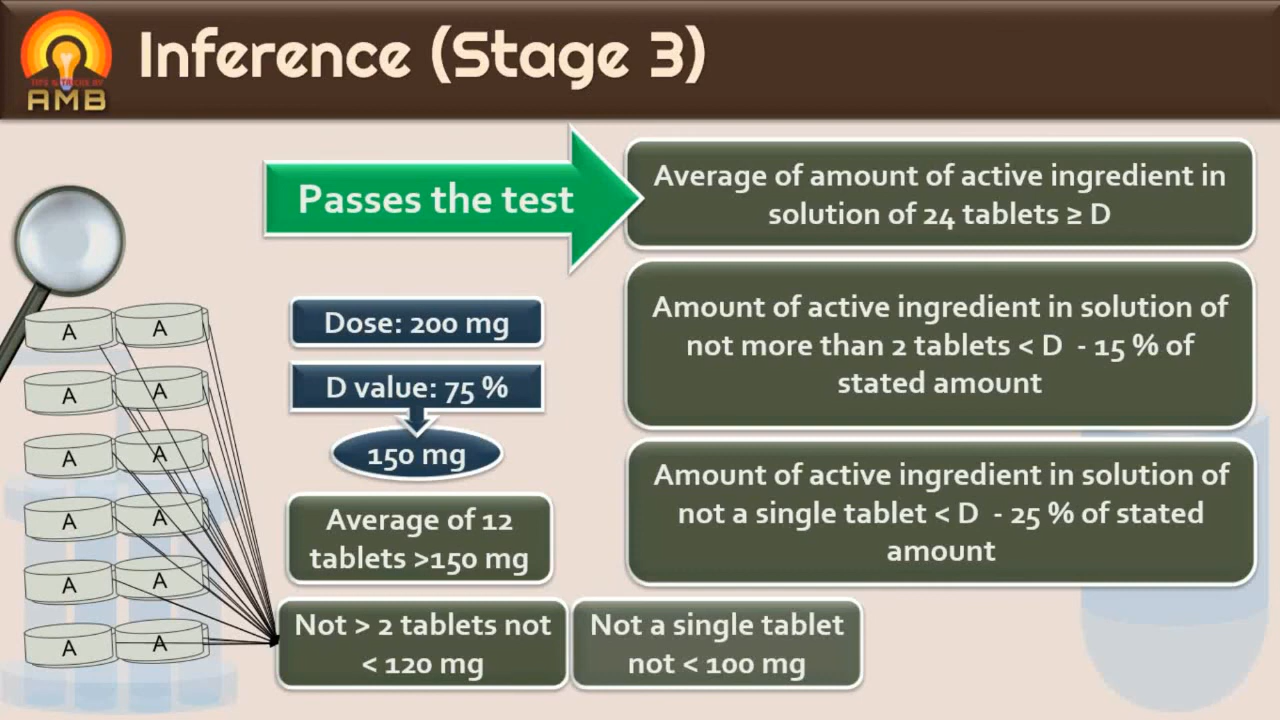 Inference (Stage 3)
TIPS & TRICKS BY
AMB
Passes the test
Average of amount of active ingredient in
solution of 24 tablets ≥ D
Amount of active ingredient in solution of
not more than 2 tablets < D - 15 % of
stated amount
Amount of active ingredient in solution of
not a single tablet < D - 25 % of stated
amount
Dose: 200 mg
D value: 75 %
150 mg
Average of 12
tablets >150 mg
Not > 2 tablets not
< 120 mg
Not a single tablet
not < 100 mg
A A
A A
A A
A A
A A
A A